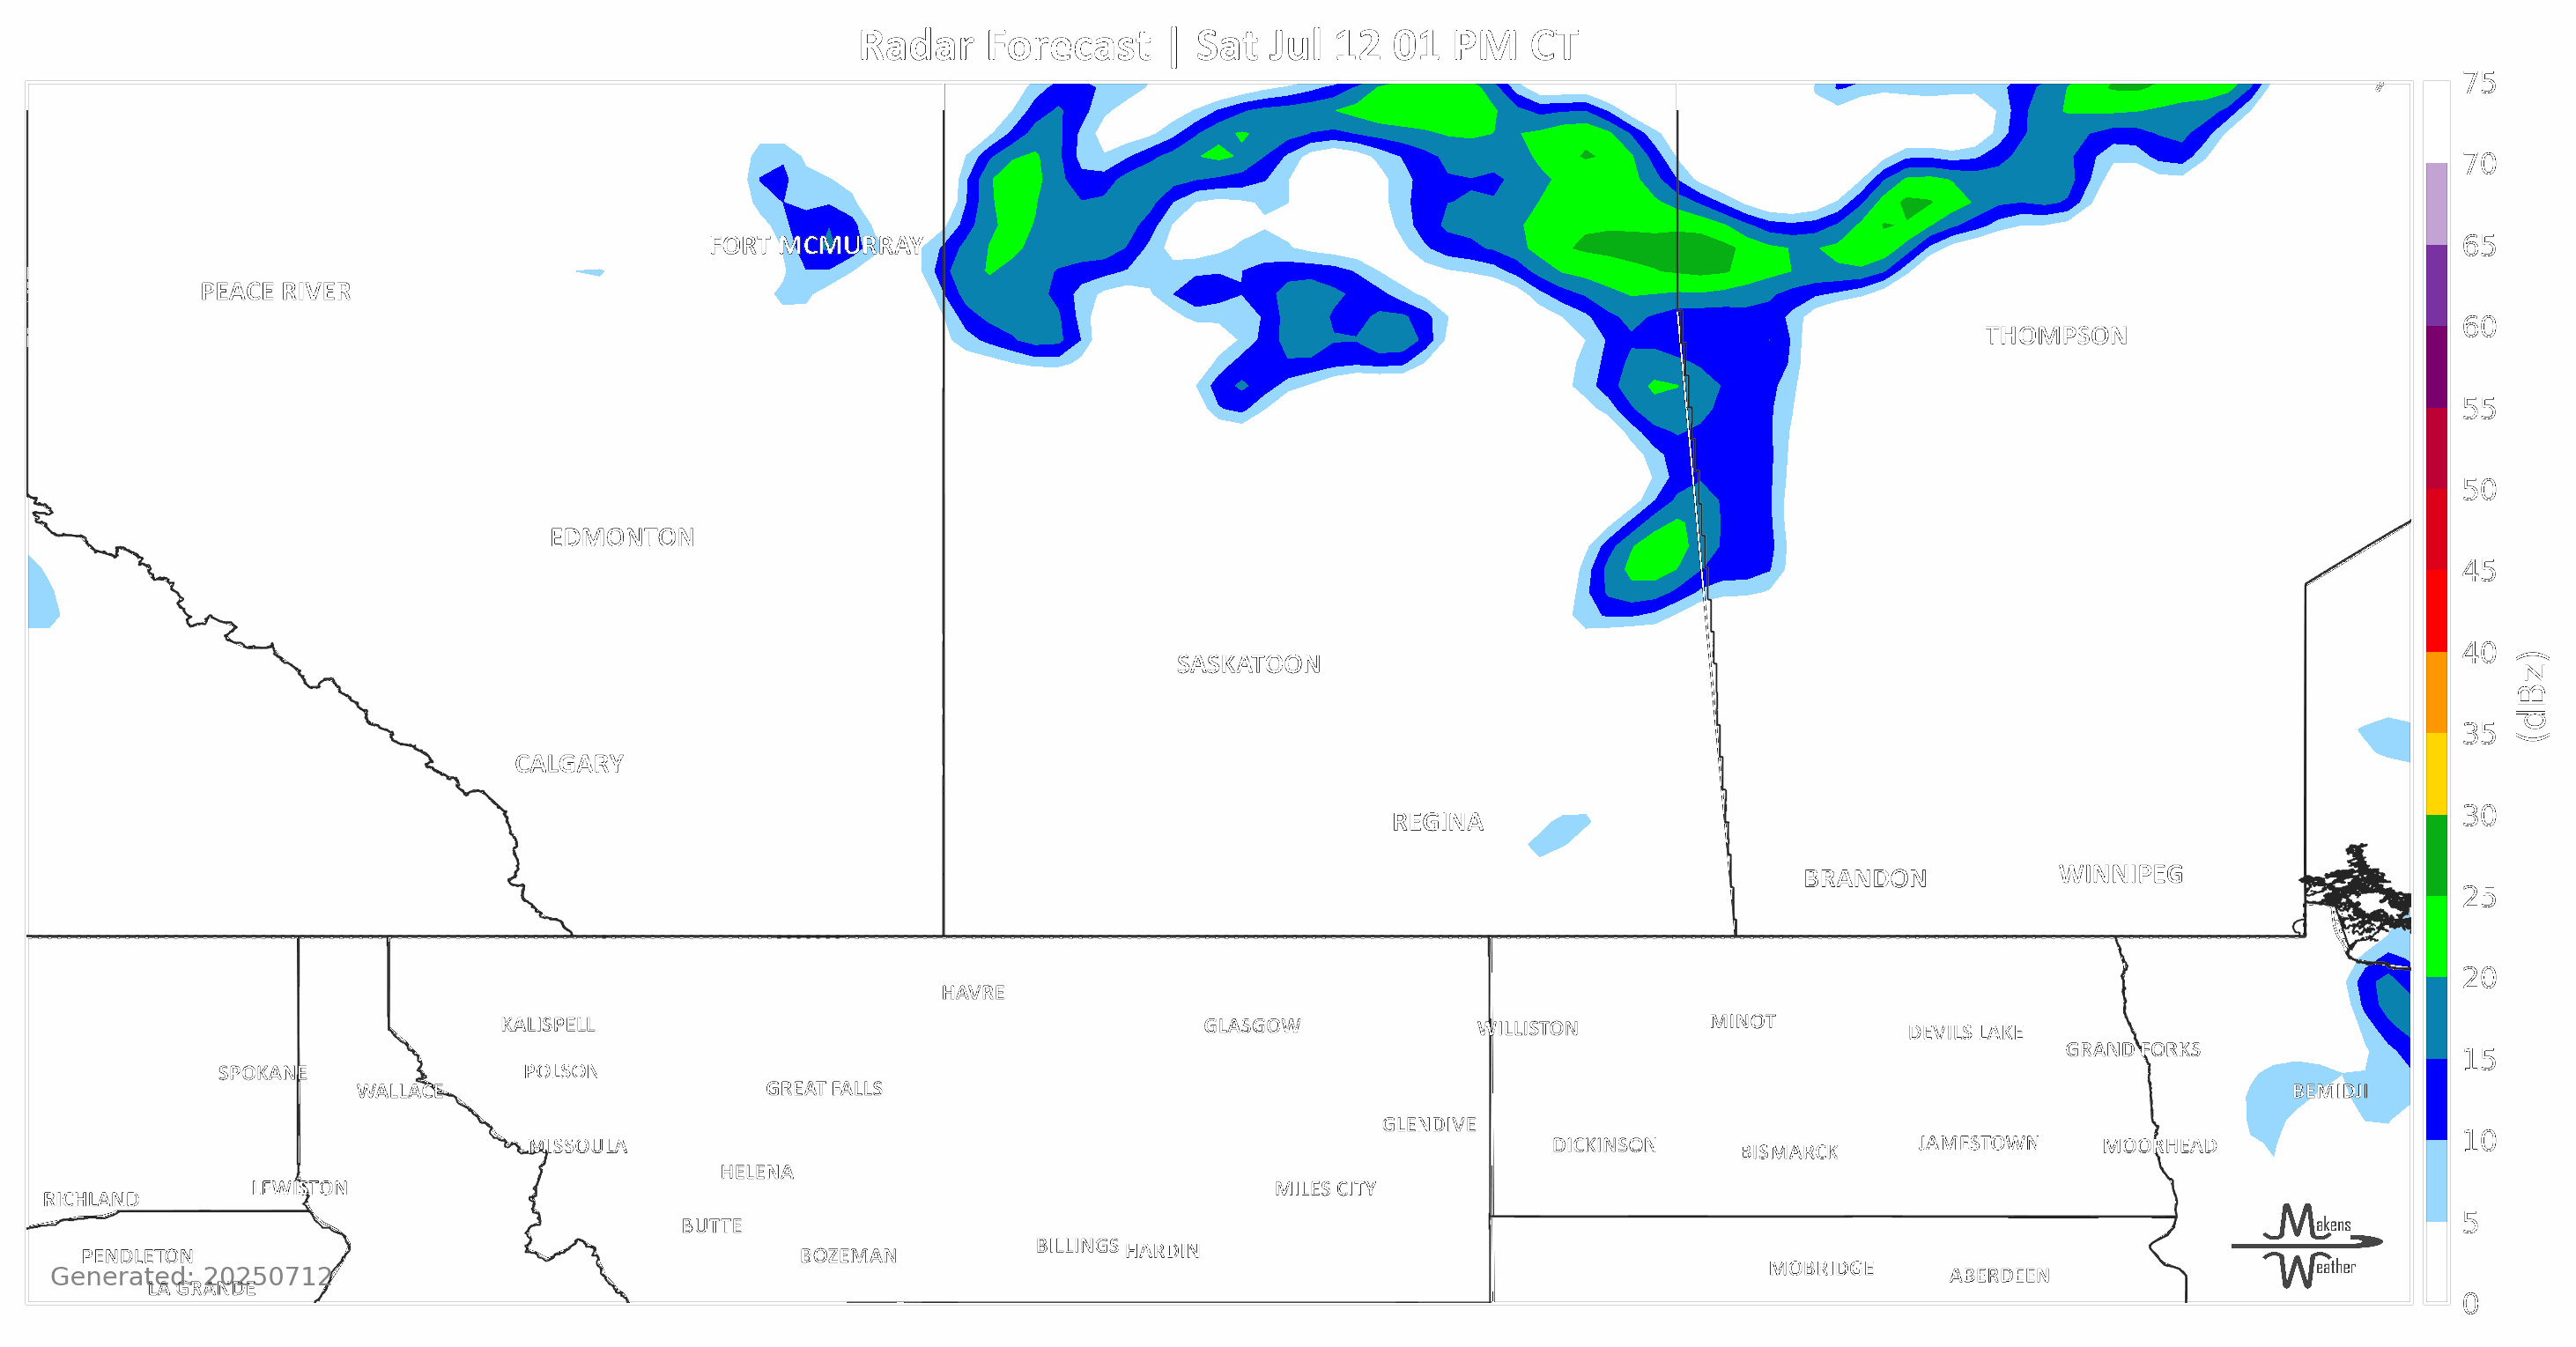 Radar Forecast | Sat Jul 12 01 PM CT
75
70
65
60
55
50
45
40
35
30
25
20
15
10
5
0
(dBz)
FORT MCMURRAY
PEACE RIVER
THOMPSON
EDMONTON
SASKATOON
CALGARY
REGINA
BRANDON
WINNIPEG
HAVRE
KALISPELL
GLASGOW
WILLISTON
MINOT
DEVILS LAKE
GRAND FORKS
SPOKANE
POLSON
WALLACE
GREAT FALLS
BEMIDJI
GLENDIVE
MISSOULA
DICKINSON
BISMARCK
JAMESTOWN
MOORHEAD
HELENA
LEWISTON
MILES CITY
RICHLAND
BUTTE
BILLINGS
HARDIN
PENDLETON
BOZEMAN
MOBRIDGE
ABERDEEN
Generated: 20250712
LA GRANDE
Makens
Weather